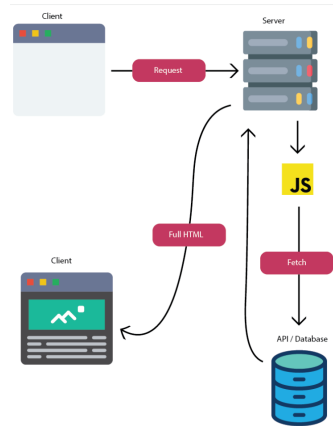 Client
Server
Request
JS
Full HTML
Client
Fetch
API / Database